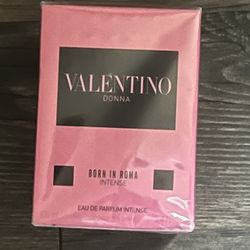 VALENTINO
DONNA
BORN IN ROMA
INTENSE
EAU DE PARFUM INTENSE